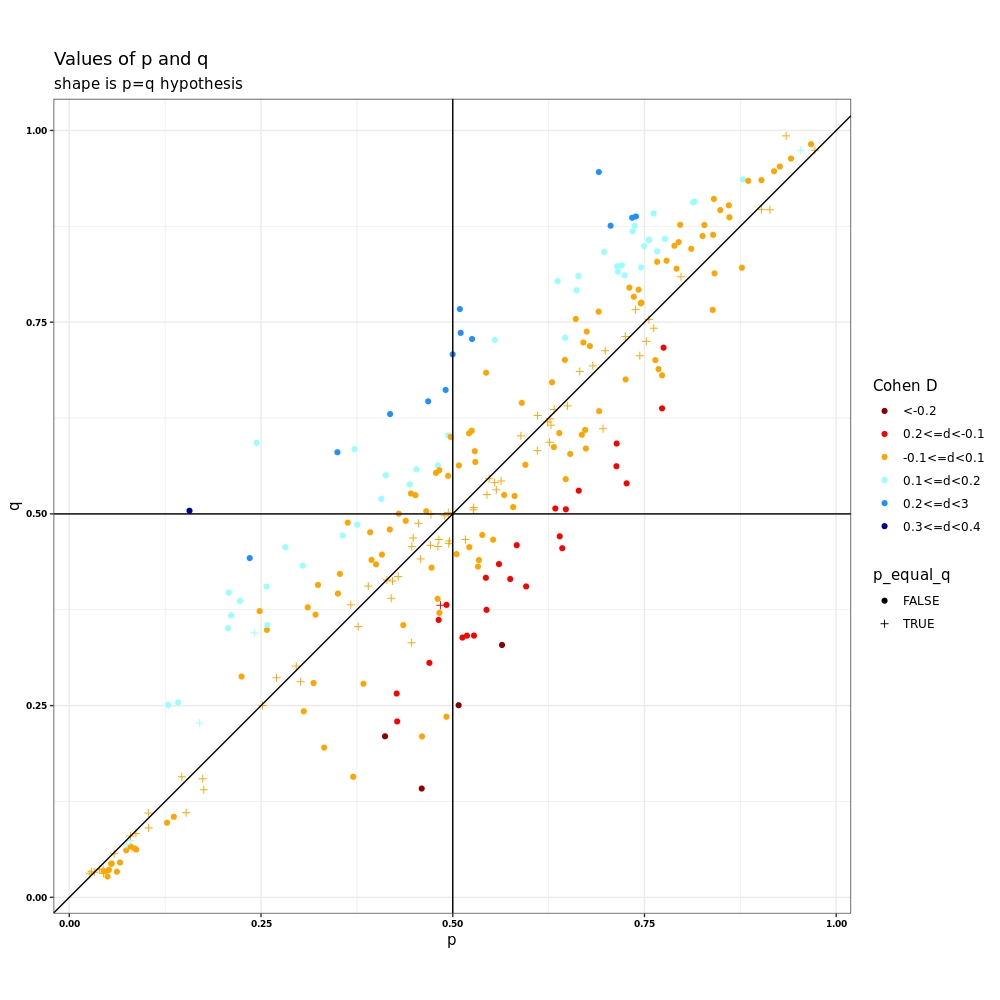 Values of p and q
shape is p=q hypothesis
1.00
0.75
0.50
0.25
0.00
q
0.00 0.25 0.50 0.75 1.00
p
Cohen D
<-0.2
0.2<=d<-0.1
-0.1<=d<0.1
0.1<=d<0.2
0.2<=d<3
0.3<=d<0.4
p_equal_q
FALSE
TRUE